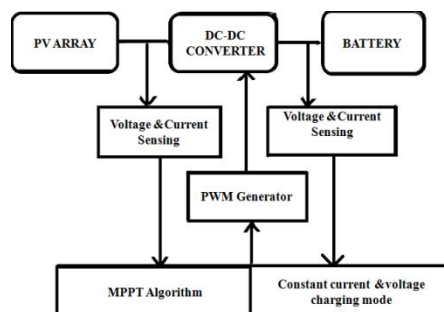 PV ARRAY
DC-DC
CONVERTER
BATTERY
Voltage &Current
Sensing
Voltage &Current
Sensing
PWM Generator
MPPT Algorithm
Constant current &voltage
charging mode